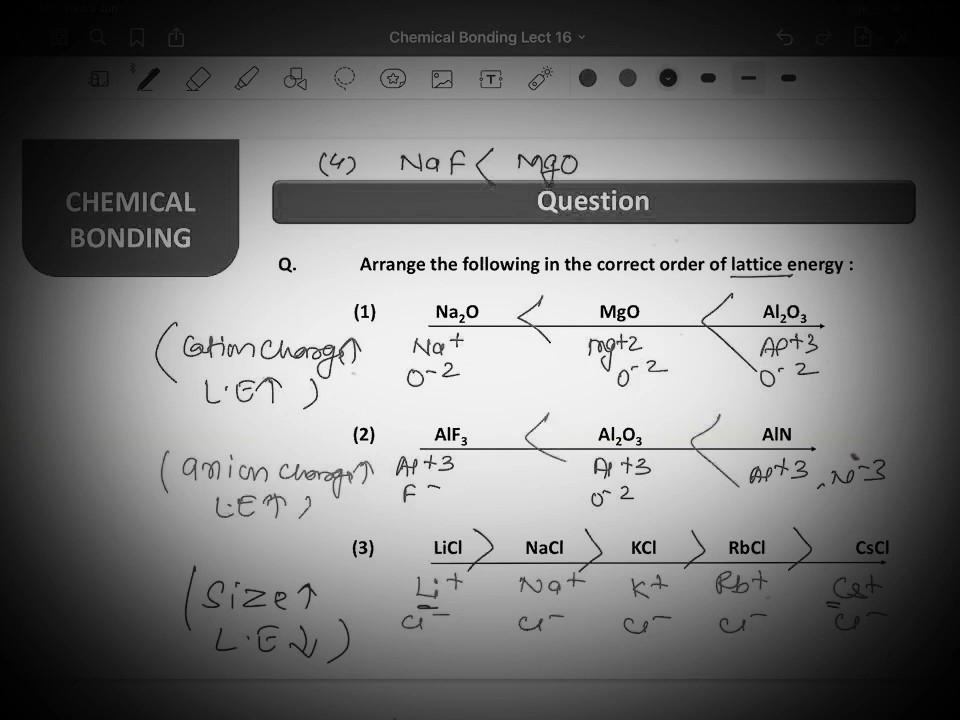 Chemical Bonding Lect 16
(4) NaF < MgO
CHEMICAL
BONDING
Question
Q. Arrange the following in the correct order of lattice energy :
(1) Na₂O < MgO < Al₂O₃
(Cation charge↑ Na+ mg+2 Al+3
L.E↑) O-2 O-2 O-2
(2) AlF₃ < Al₂O₃ < AlN
(anion charge↑ Al+3 Al+3 Al+3, N-3
L.E↑) F- O-2
(3) LiCl > NaCl > KCl > RbCl > CsCl
(Size↑ Li+ Na+ K+ Rb+ Cs+
L.E↓) Cl- Cl- Cl- Cl- Cl-